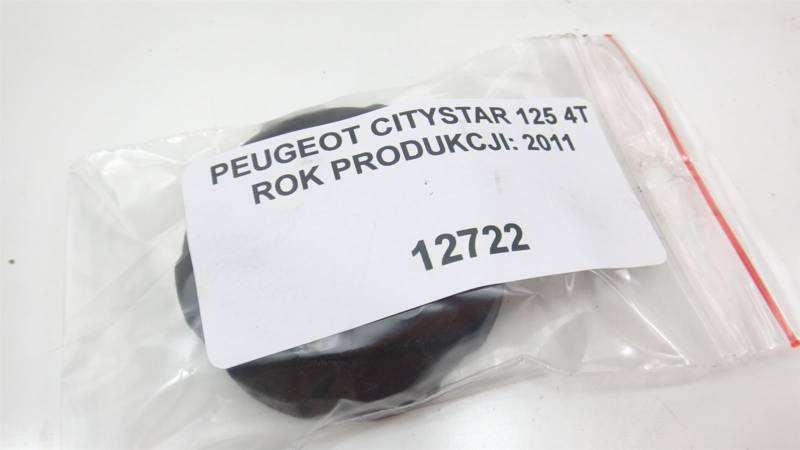 PEUGEOT CITYSTAR 125 4T
ROK PRODUKCJI: 2011
12722